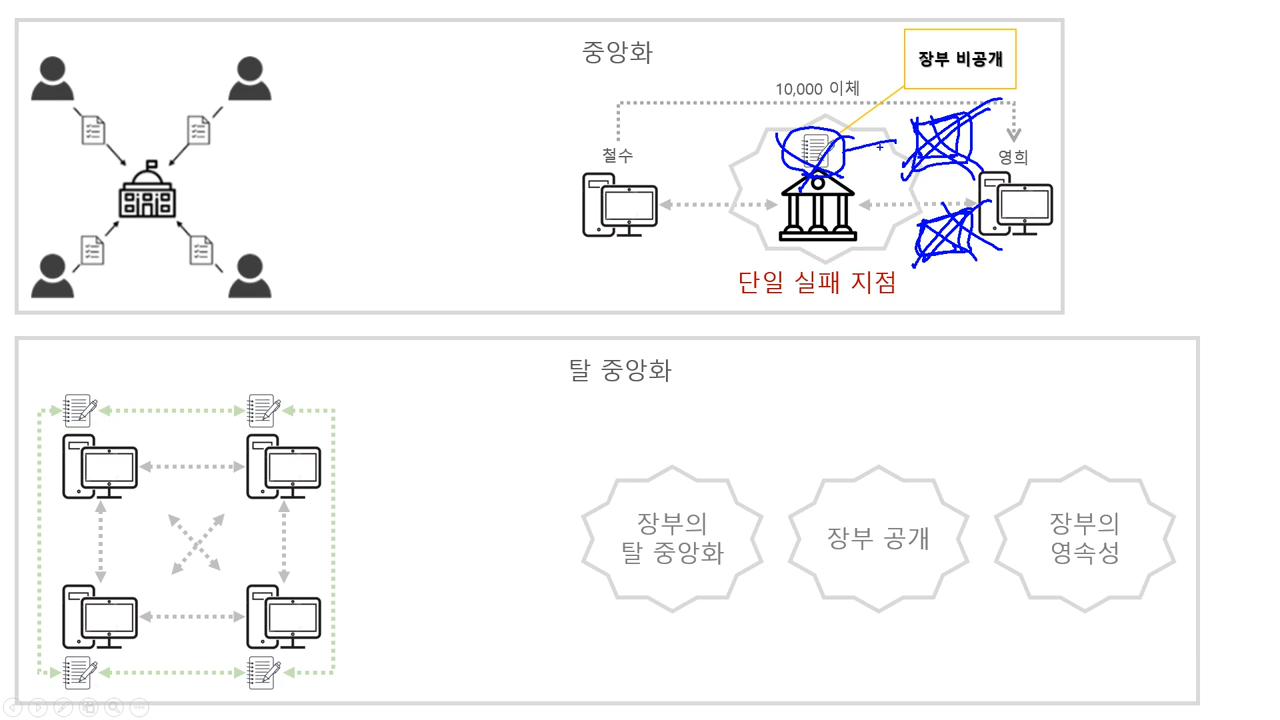 중앙화
장부 비공개
10,000 이체
철수
영희
단일 실패 지점
탈 중앙화
장부의
탈 중앙화
장부 공개
장부의
영속성